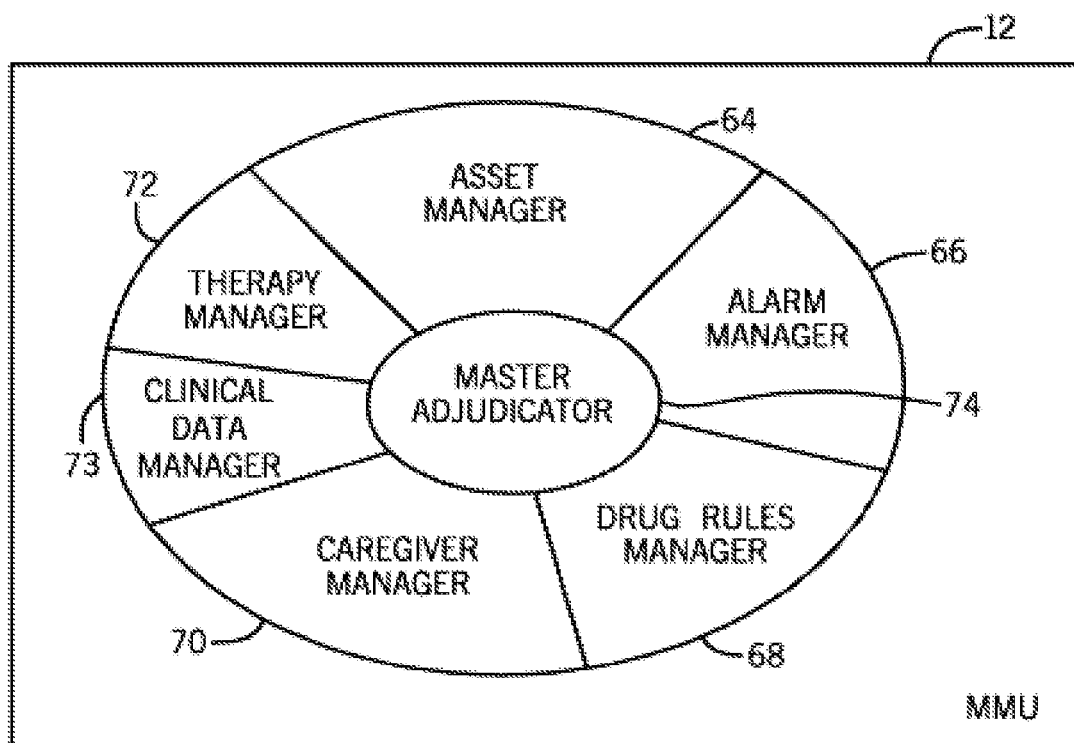 12
64
ASSET
MANAGER
72
66
THERAPY
MANAGER
ALARM
MANAGER
MASTER
ADJUDICATOR
74
CLINICAL
DATA
MANAGER
73
DRUG RULES
MANAGER
CAREGIVER
MANAGER
70
68
MMU